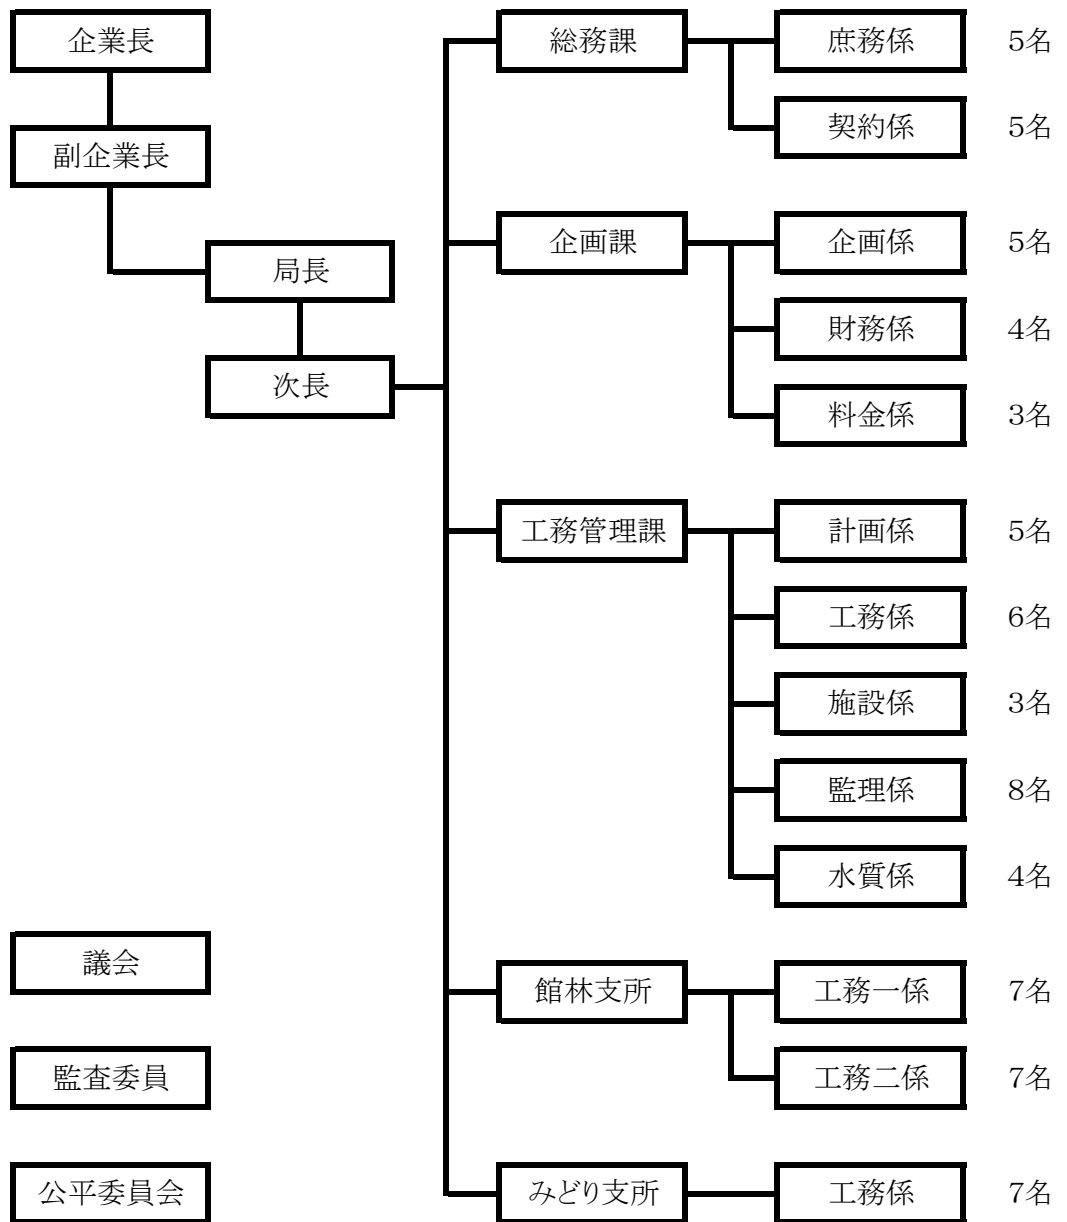 企業長
副企業長
局長
次長
総務課
庶務係 5名
契約係 5名
企画課
企画係 5名
財務係 4名
料金係 3名
工務管理課
計画係 5名
工務係 6名
施設係 3名
監理係 8名
水質係 4名
館林支所
工務一係 7名
工務二係 7名
みどり支所
工務係 7名
議会
監査委員
公平委員会